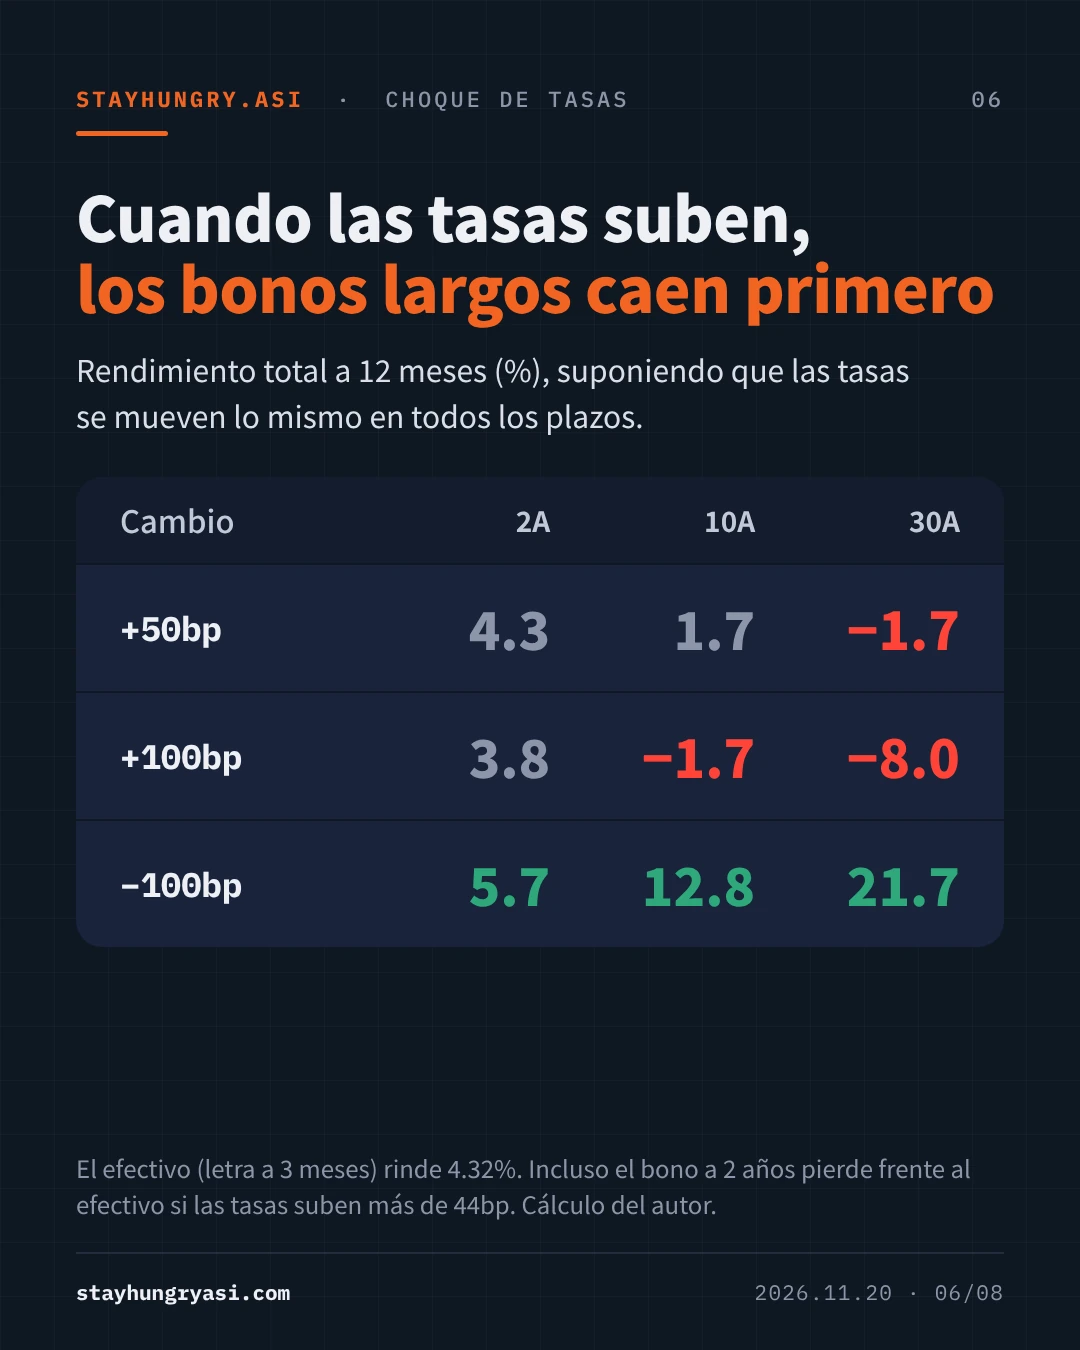 STAYHUNGRY.ASI · CHOQUE DE TASAS 06
Cuando las tasas suben,
los bonos largos caen primero
Rendimiento total a 12 meses (%), suponiendo que las tasas
se mueven lo mismo en todos los plazos.
Cambio 2A 10A 30A
+50bp 4.3 1.7 −1.7
+100bp 3.8 −1.7 −8.0
−100bp 5.7 12.8 21.7
El efectivo (letra a 3 meses) rinde 4.32%. Incluso el bono a 2 años pierde frente al
efectivo si las tasas suben más de 44bp. Cálculo del autor.
stayhungryasi.com 2026.11.20 · 06/08